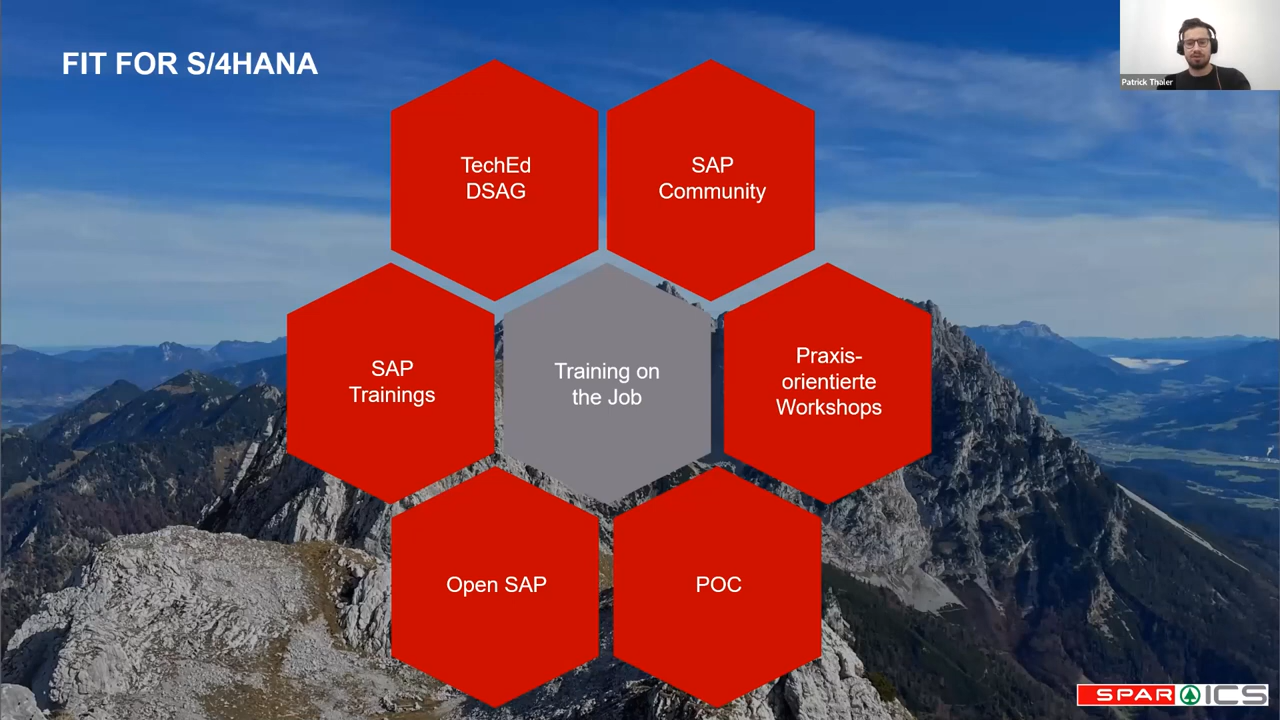 FIT FOR S/4HANA
Patrick Thaler
TechEd
DSAG
SAP
Community
SAP
Trainings
Training on
the Job
Praxis-
orientierte
Workshops
Open SAP
POC
SPAR ICS